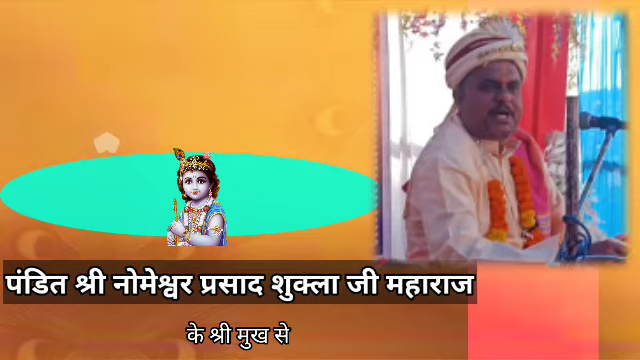 पंडित श्री नोमेश्वर प्रसाद शुक्ला जी महाराज
के श्री मुख से